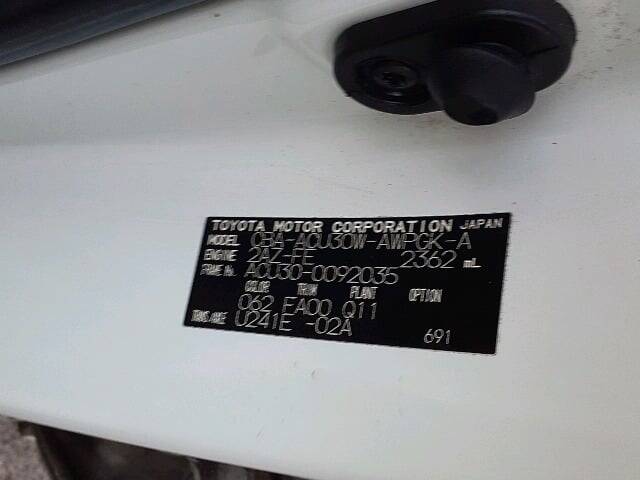 TOYOTA MOTOR CORPORATION JAPAN
MODEL CBA-ACU30W-AWPGK-A
ENGINE 2AZ-FE 2362 mL
FRAME No. ACU30-0092035
COLOR TRIM PLANT OPTION
062 FA00 Q11
TRANS/AXLE U241E -02A
691